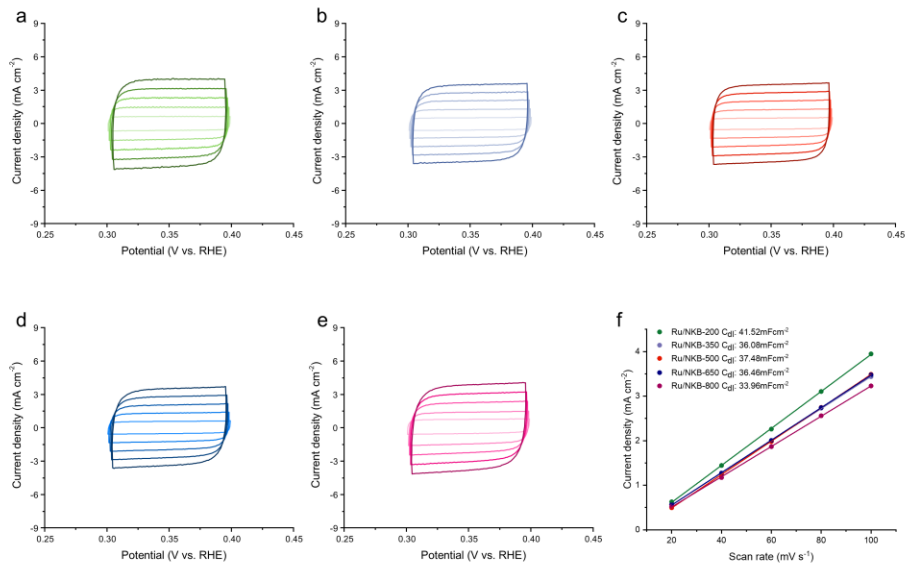 a
9
6
3
0
-3
-6
-9
Current density (mA cm⁻²)
0.25 0.30 0.35 0.40 0.45
Potential (V vs. RHE)
b
9
6
3
0
-3
-6
-9
Current density (mA cm⁻²)
0.25 0.30 0.35 0.40 0.45
Potential (V vs. RHE)
c
9
6
3
0
-3
-6
-9
Current density (mA cm⁻²)
0.25 0.30 0.35 0.40 0.45
Potential (V vs. RHE)
d
9
6
3
0
-3
-6
-9
Current density (mA cm⁻²)
0.25 0.30 0.35 0.40 0.45
Potential (V vs. RHE)
e
9
6
3
0
-3
-6
-9
Current density (mA cm⁻²)
0.25 0.30 0.35 0.40 0.45
Potential (V vs. RHE)
f
Ru/NKB-200 Cdl: 41.52mFcm⁻²
Ru/NKB-350 Cdl: 36.08mFcm⁻²
Ru/NKB-500 Cdl: 37.48mFcm⁻²
Ru/NKB-650 Cdl: 36.46mFcm⁻²
Ru/NKB-800 Cdl: 33.96mFcm⁻²
4
3
2
1
0
Current density (mA cm⁻²)
20 40 60 80 100
Scan rate (mV s⁻¹)